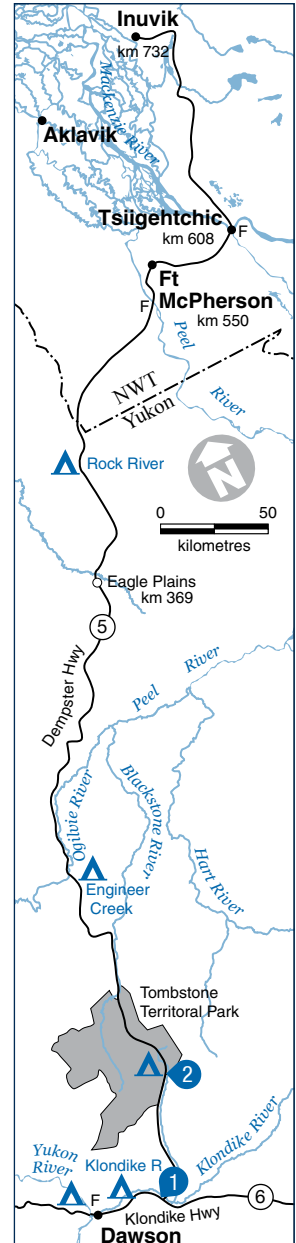 Inuvik
km 732
Mackenzie River
Aklavik
Tsiigehtchic
F
km 608
Ft
McPherson
F
km 550
Peel
River
NWT
Yukon
N
Rock River
0 50
kilometres
Eagle Plains
km 369
5
Dempster Hwy
Peel River
Ogilvie River
Blackstone River
Hart River
Engineer
Creek
Tombstone
Territoral Park
2
Klondike River
Yukon
River
Klondike R
1
F
6
Klondike Hwy
Dawson